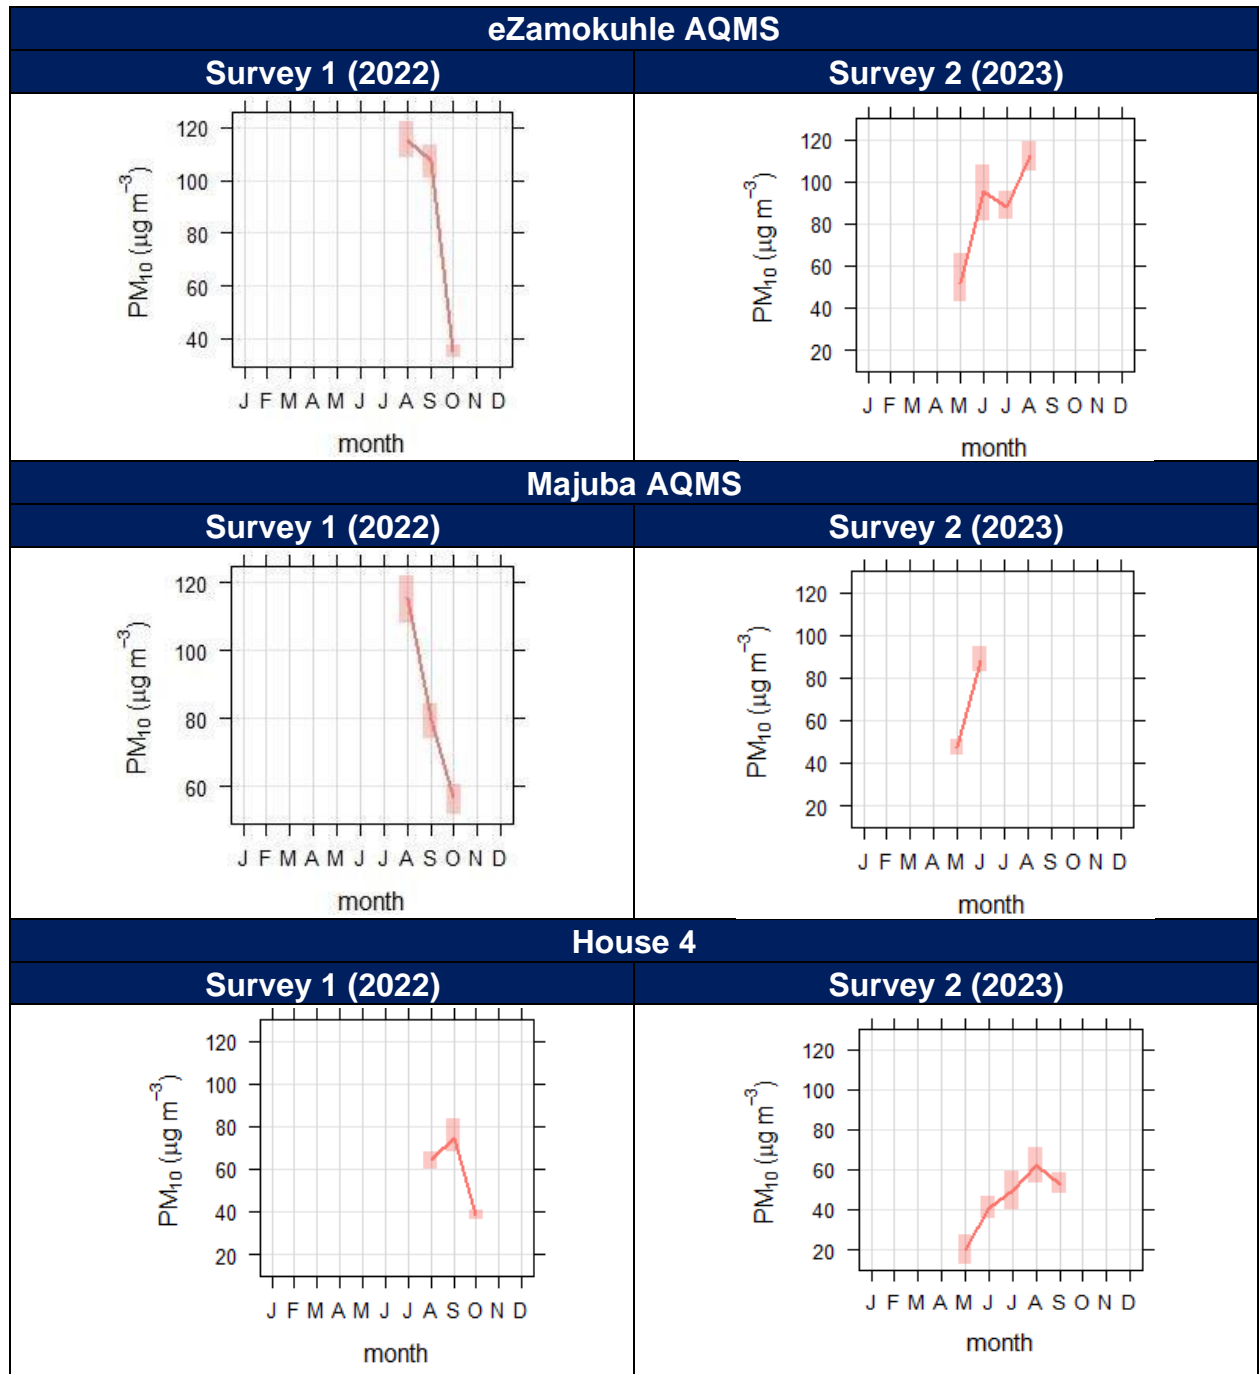 eZamokuhle AQMS
Survey 1 (2022)
Survey 2 (2023)
120
100
80
60
40
PM₁₀ (µg m⁻³)
J F M A M J J A S O N D
month
120
100
80
60
40
20
PM₁₀ (µg m⁻³)
J F M A M J J A S O N D
month
Majuba AQMS
Survey 1 (2022)
Survey 2 (2023)
120
100
80
60
PM₁₀ (µg m⁻³)
J F M A M J J A S O N D
month
120
100
80
60
40
20
PM₁₀ (µg m⁻³)
J F M A M J J A S O N D
month
House 4
Survey 1 (2022)
Survey 2 (2023)
120
100
80
60
40
20
PM₁₀ (µg m⁻³)
J F M A M J J A S O N D
month
120
100
80
60
40
20
PM₁₀ (µg m⁻³)
J F M A M J J A S O N D
month